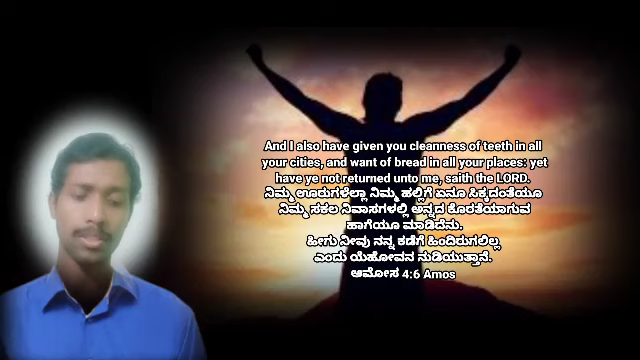 And I also have given you cleanness of teeth in all
your cities, and want of bread in all your places: yet
have ye not returned unto me, saith the LORD.
ನಿಮ್ಮ ಊರುಗಳಲೆಲ್ಲಾ ನಿಮ್ಮ ಹಲ್ಲಿಗೆ ಏನೂ ಸಿಕ್ಕದಂತೆಯೂ
ನಿಮ್ಮ ಸಕಲ ನಿವಾಸಗಳಲ್ಲಿ ಅನ್ನದ ಕೊರತೆಯಾಗುವ
ಹಾಗೆಯೂ ಮಾಡಿದೆನು.
ಹೀಗು ನೀವು ನನ್ನ ಕಡೆಗೆ ಹಿಂದಿರುಗಲಿಲ್ಲ
ಎಂದು ಯೆಹೋವನ ನುಡಿಯುತ್ತಾನೆ.
ಆಮೋಸ 4:6 Amos